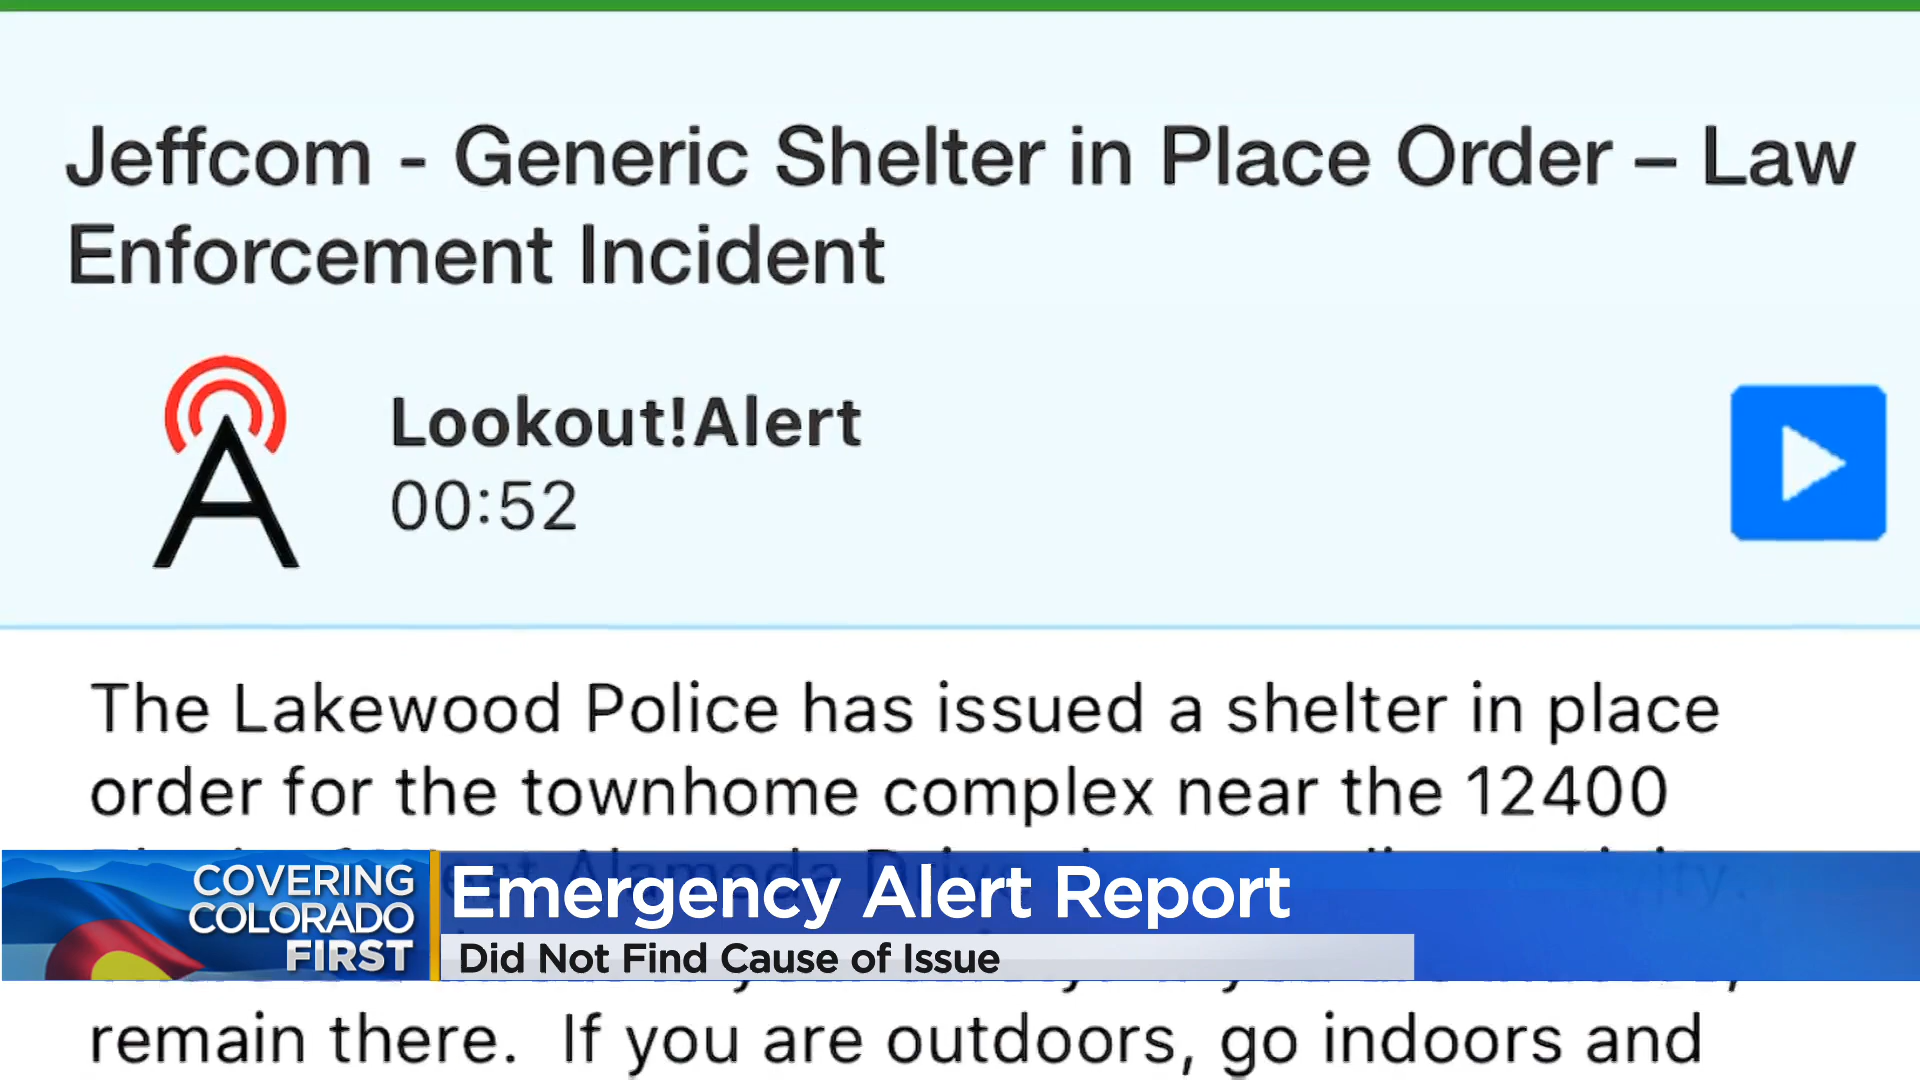 Jeffcom - Generic Shelter in Place Order – Law
Enforcement Incident
Lookout!Alert
00:52
The Lakewood Police has issued a shelter in place
order for the townhome complex near the 12400
COVERING
COLORADO
FIRST
Emergency Alert Report
Did Not Find Cause of Issue
remain there. If you are outdoors, go indoors and